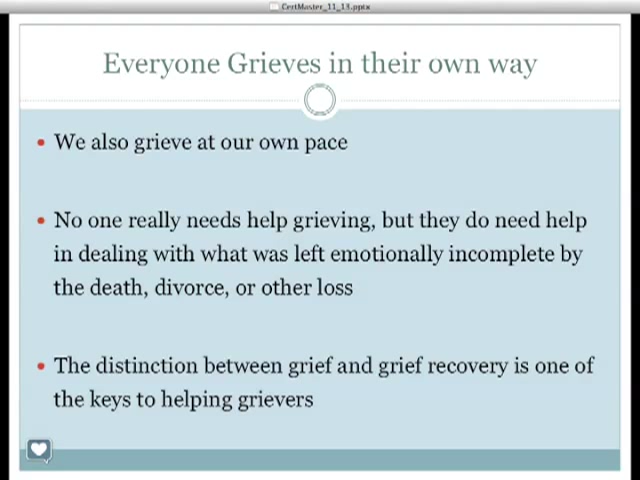 CertMaster_11_13.pptx
Everyone Grieves in their own way
We also grieve at our own pace
No one really needs help grieving, but they do need help
in dealing with what was left emotionally incomplete by
the death, divorce, or other loss
The distinction between grief and grief recovery is one of
the keys to helping grievers